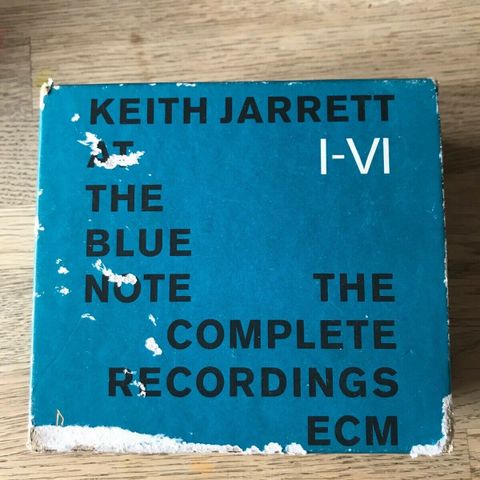 KEITH JARRETT
AT I-VI
THE
BLUE
NOTE THE
COMPLETE
RECORDINGS
ECM